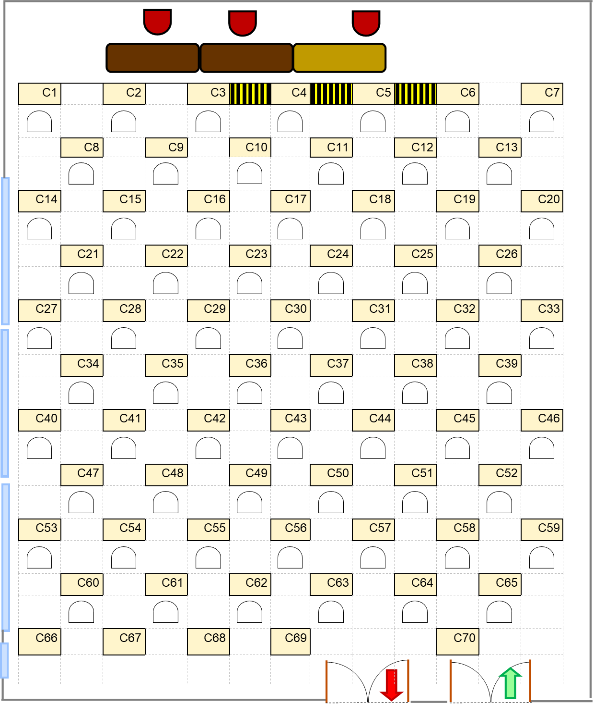 C1 C2 C3 C4 C5 C6 C7
C8 C9 C10 C11 C12 C13
C14 C15 C16 C17 C18 C19 C20
C21 C22 C23 C24 C25 C26
C27 C28 C29 C30 C31 C32 C33
C34 C35 C36 C37 C38 C39
C40 C41 C42 C43 C44 C45 C46
C47 C48 C49 C50 C51 C52
C53 C54 C55 C56 C57 C58 C59
C60 C61 C62 C63 C64 C65
C66 C67 C68 C69 C70